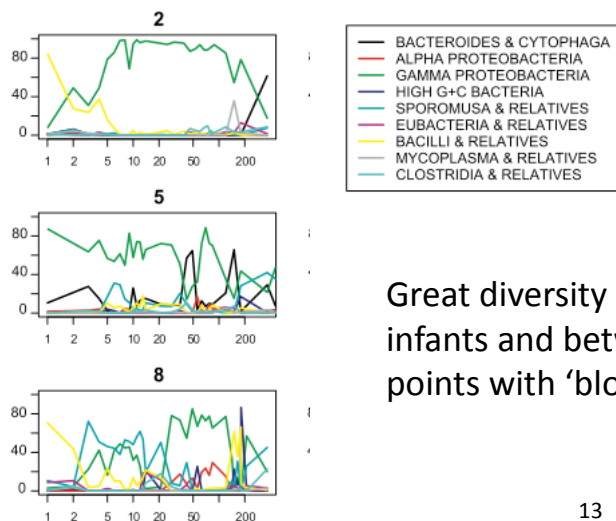 2
80
40
0
1 2 5 10 20 50 200
5
80
40
0
1 2 5 10 20 50 200
8
80
40
0
1 2 5 10 20 50 200
BACTEROIDES & CYTOPHAGA
ALPHA PROTEOBACTERIA
GAMMA PROTEOBACTERIA
HIGH G+C BACTERIA
SPOROMUSA & RELATIVES
EUBACTERIA & RELATIVES
BACILLI & RELATIVES
MYCOPLASMA & RELATIVES
CLOSTRIDIA & RELATIVES
Great diversity
infants and
points with
13